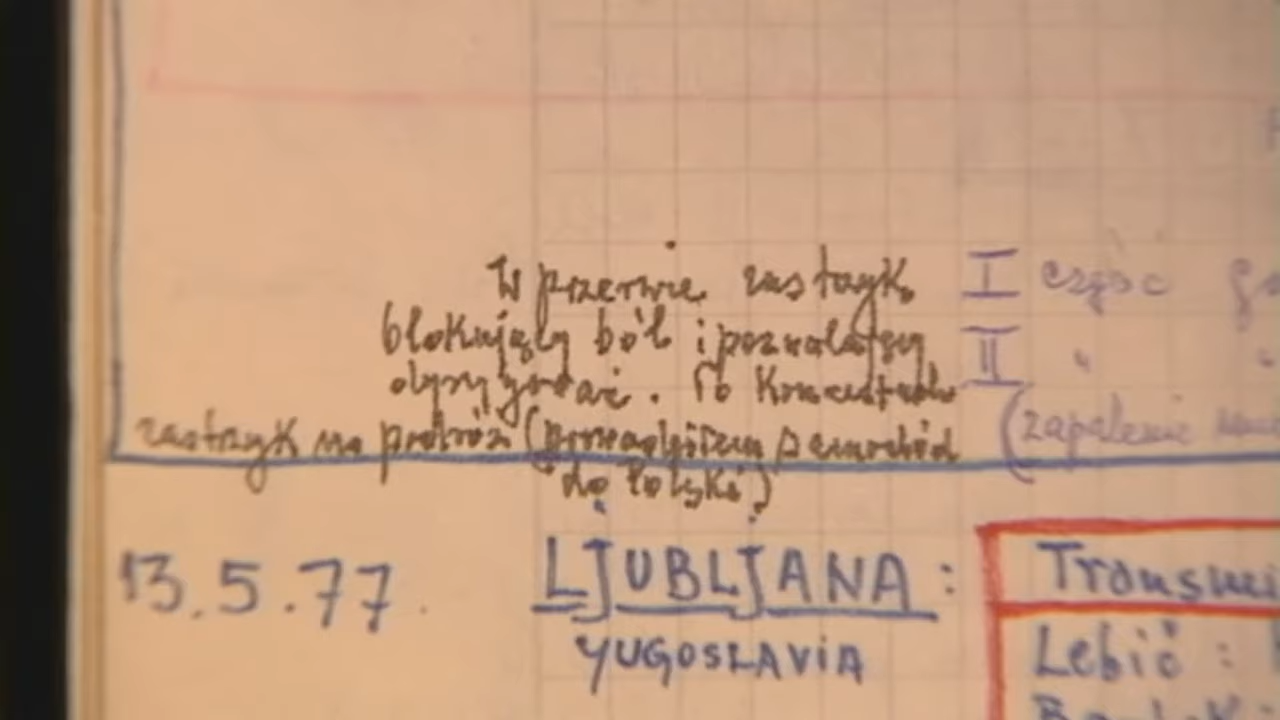 W przerwie zastrzyk
blokujący ból i pozwalający
dyrygować. Po koncercie
zastrzyk na podróż (prowadziłem samochód
do Polski)
I część
II "
(zapalenie
13.5.77. LJUBLJANA:
YUGOSLAVIA
Lebič :